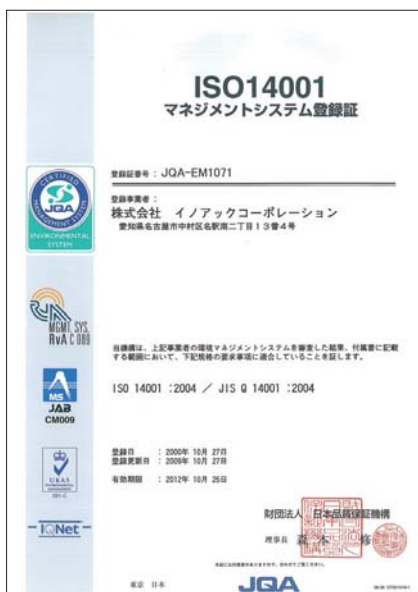 ISO14001
マネジメントシステム登録証
登録証番号 : JQA-EM1071
登録事業者 :
株式会社 イノアックコーポレーション
愛知県名古屋市中村区名駅南二丁目13番4号
CERTIFIED
MANAGEMENT SYSTEM
JQA
ENVIRONMENTAL
SYSTEM
MGMT. SYS.
RvA C 089
当機構は、上記事業者の環境マネジメントシステムを審査した結果、付属書に記載
する範囲において、下記規格の要求事項に適合していることを証します。
ISO 14001 :2004 / JIS Q 14001 :2004
MS
JAB
CM009
登録日 : 2000年 10月 27日
登録更新日 : 2009年 10月 27日
有効期限 : 2012年 10月 26日
UKAS
IQNet
財団法人 日本品質保証機構
理事長 森本 修
東京 日本
JQA